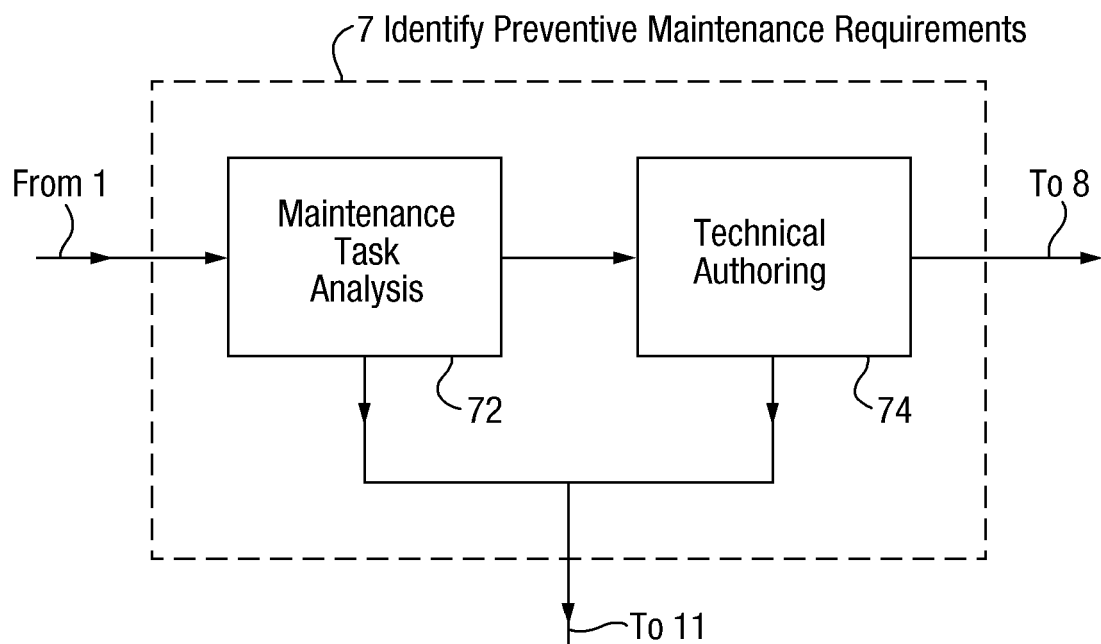 7 Identify Preventive Maintenance Requirements
From 1
Maintenance
Task
Analysis
Technical
Authoring
To 8
72
74
To 11